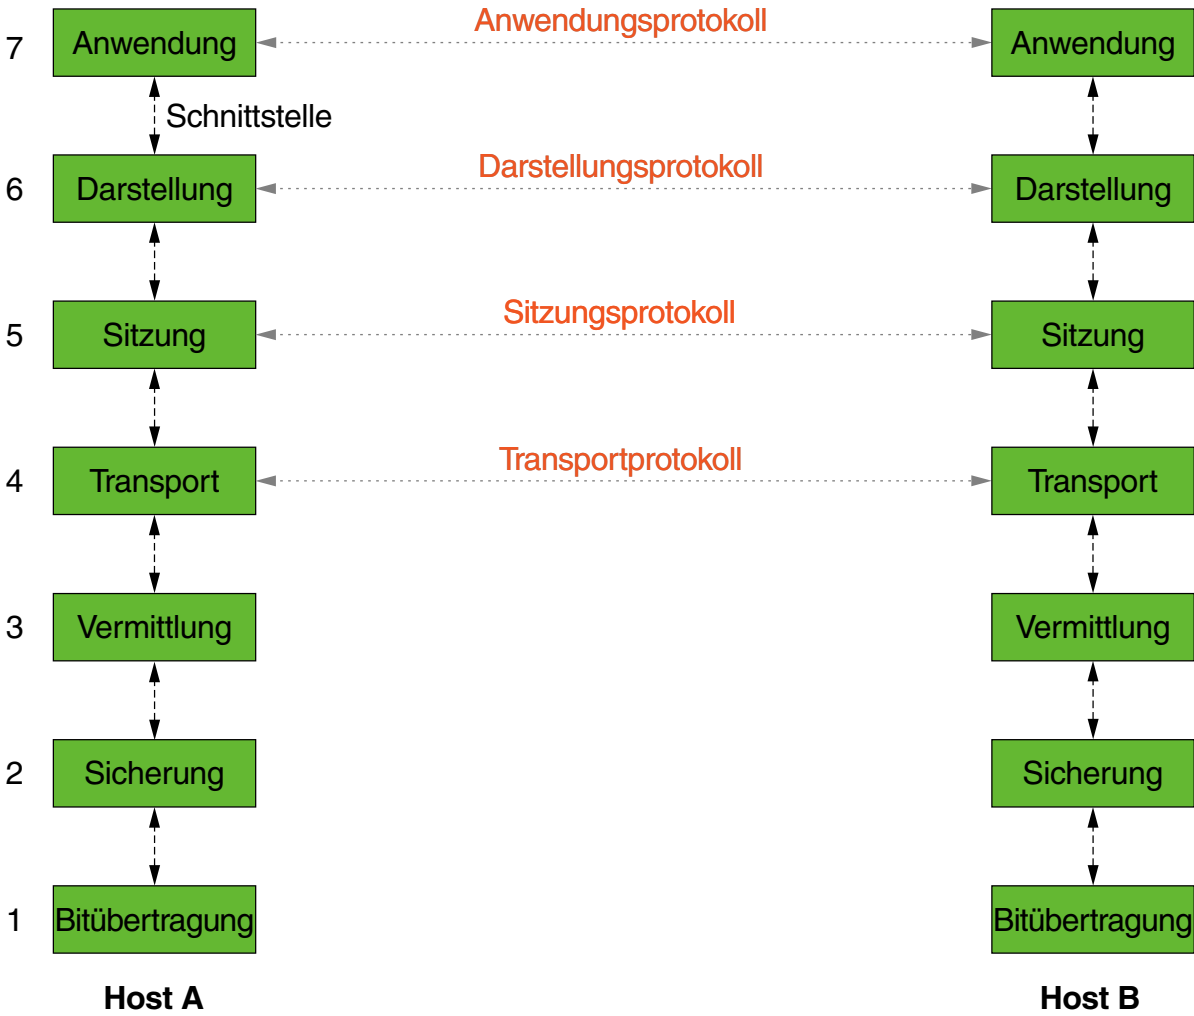 Anwendungsprotokoll
7 Anwendung Anwendung
Schnittstelle
Darstellungsprotokoll
6 Darstellung Darstellung
Sitzungsprotokoll
5 Sitzung Sitzung
Transportprotokoll
4 Transport Transport
3 Vermittlung Vermittlung
2 Sicherung Sicherung
1 Bitübertragung Bitübertragung
Host A Host B